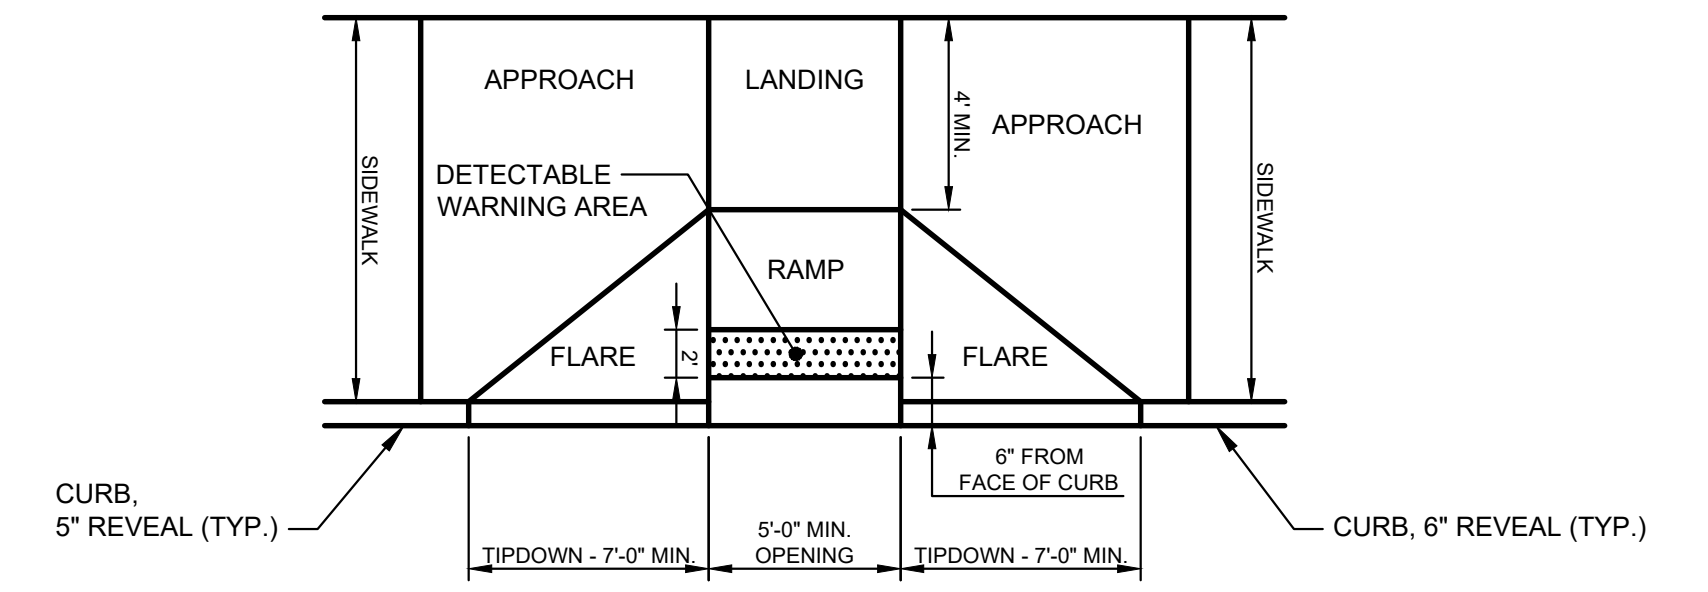 APPROACH
LANDING
4' MIN.
APPROACH
SIDEWALK
DETECTABLE
WARNING AREA
SIDEWALK
RAMP
FLARE
2'
FLARE
6" FROM
FACE OF CURB
CURB,
5" REVEAL (TYP.)
CURB, 6" REVEAL (TYP.)
TIPDOWN - 7'-0" MIN.
5'-0" MIN.
OPENING
TIPDOWN - 7'-0" MIN.